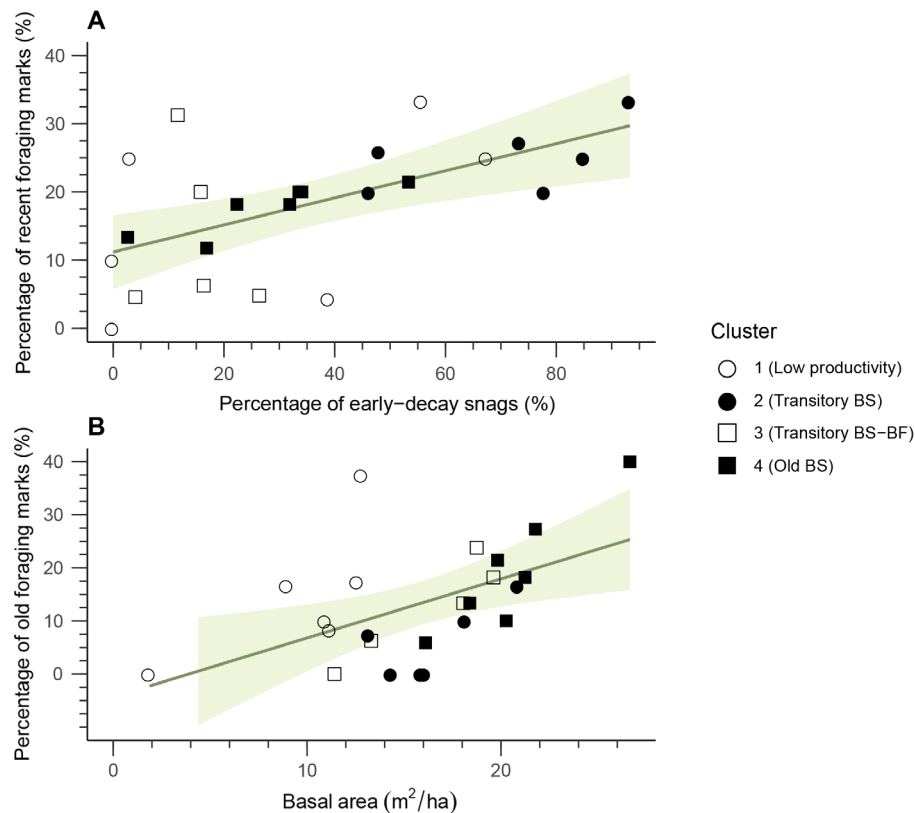 A
Percentage of recent foraging marks (%)
40
30
20
10
0
0 20 40 60 80
Percentage of early−decay snags (%)
B
Percentage of old foraging marks (%)
40
30
20
10
0
0 10 20
Basal area (m²/ha)
Cluster
1 (Low productivity)
2 (Transitory BS)
3 (Transitory BS−BF)
4 (Old BS)